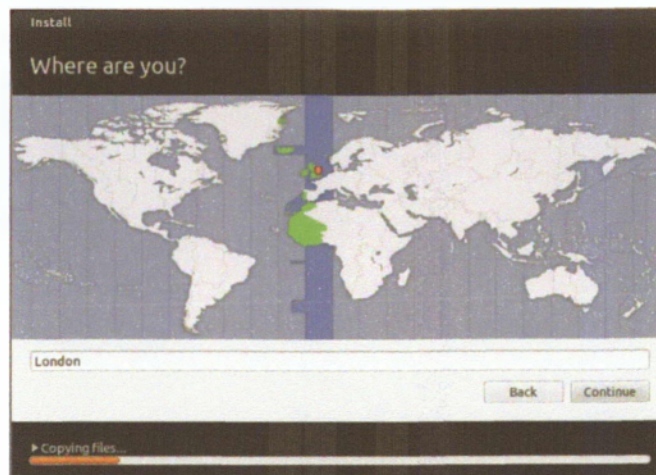 Install
Where are you?
London
Back Continue
Copying files...